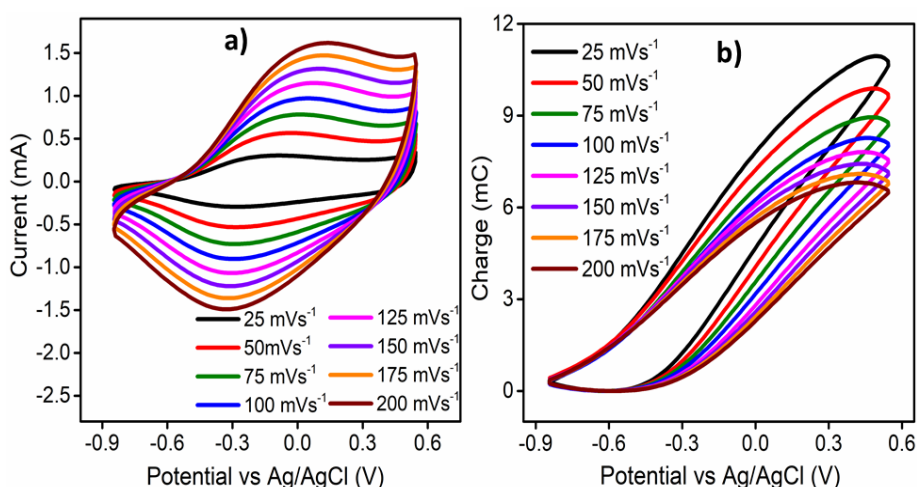 a)
1.5
1.0
0.5
0.0
-0.5
-1.0
-1.5
-2.0
-2.5
Current (mA)
25 mVs-1
50mVs-1
75 mVs-1
100 mVs-1
125 mVs-1
150 mVs-1
175 mVs-1
200 mVs-1
-0.9 -0.6 -0.3 0.0 0.3 0.6
Potential vs Ag/AgCl (V)
b)
12
9
6
3
0
Charge (mC)
25 mVs-1
50 mVs-1
75 mVs-1
100 mVs-1
125 mVs-1
150 mVs-1
175 mVs-1
200 mVs-1
-0.9 -0.6 -0.3 0.0 0.3 0.6
Potential vs Ag/AgCl (V)